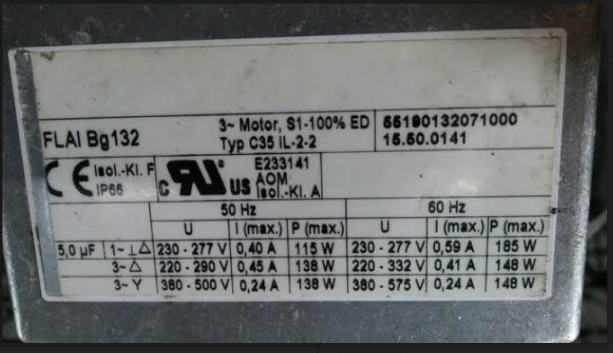 FLAI Bg132 3~ Motor, S1-100% ED 55190132071000
Typ C35 IL-2-2 15.50.0141
CE Isol.-Kl. F E233141
IP66 c RU US AOM
Isol.-Kl. A
50 Hz 60 Hz
U I (max.) P (max.) U I (max.) P (max.)
5,0 µF 1~ ⊥ △ 230 - 277 V 0,40 A 115 W 230 - 277 V 0,59 A 185 W
3~ △ 220 - 290 V 0,45 A 138 W 220 - 332 V 0,41 A 148 W
3~ Y 380 - 500 V 0,24 A 138 W 380 - 575 V 0,24 A 148 W